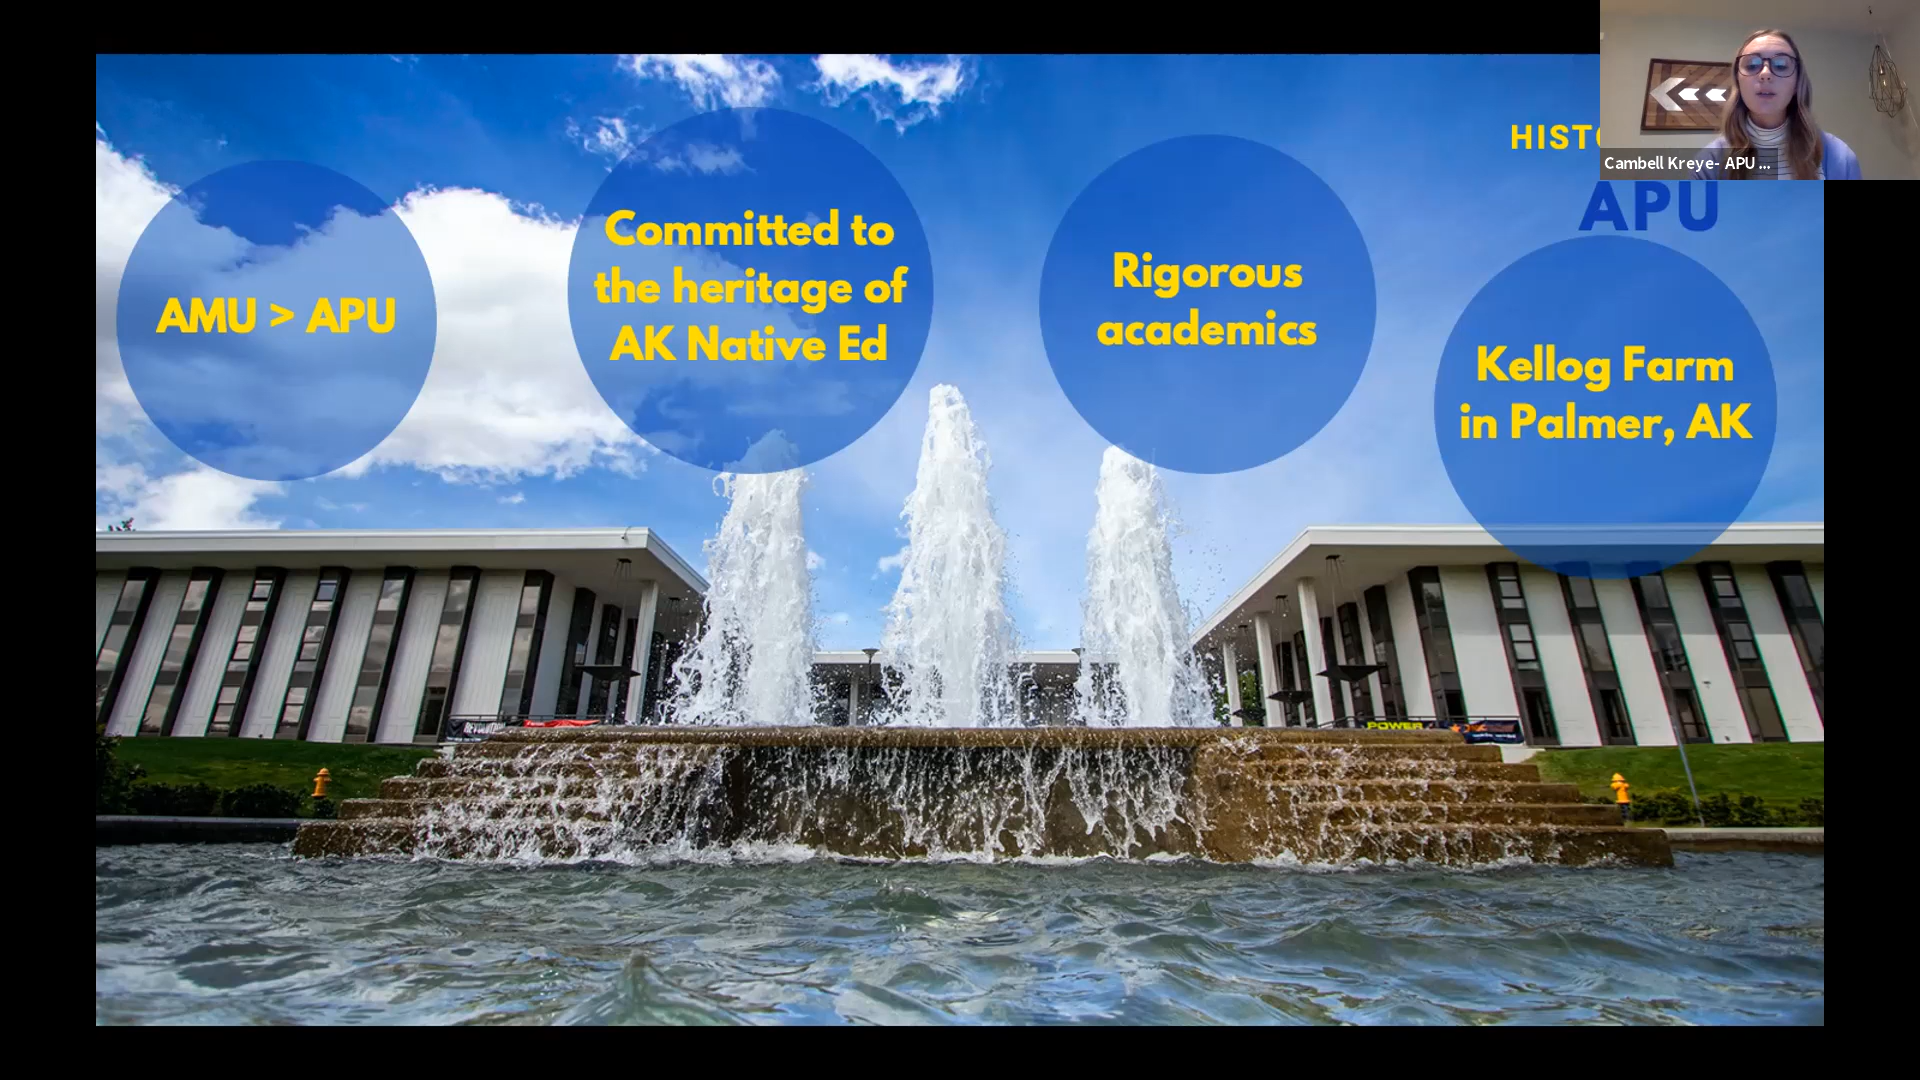 AMU > APU
Committed to
the heritage of
AK Native Ed
Rigorous
academics
APU
Kellog Farm
in Palmer, AK
Cambell Kreye- APU ...
POWER